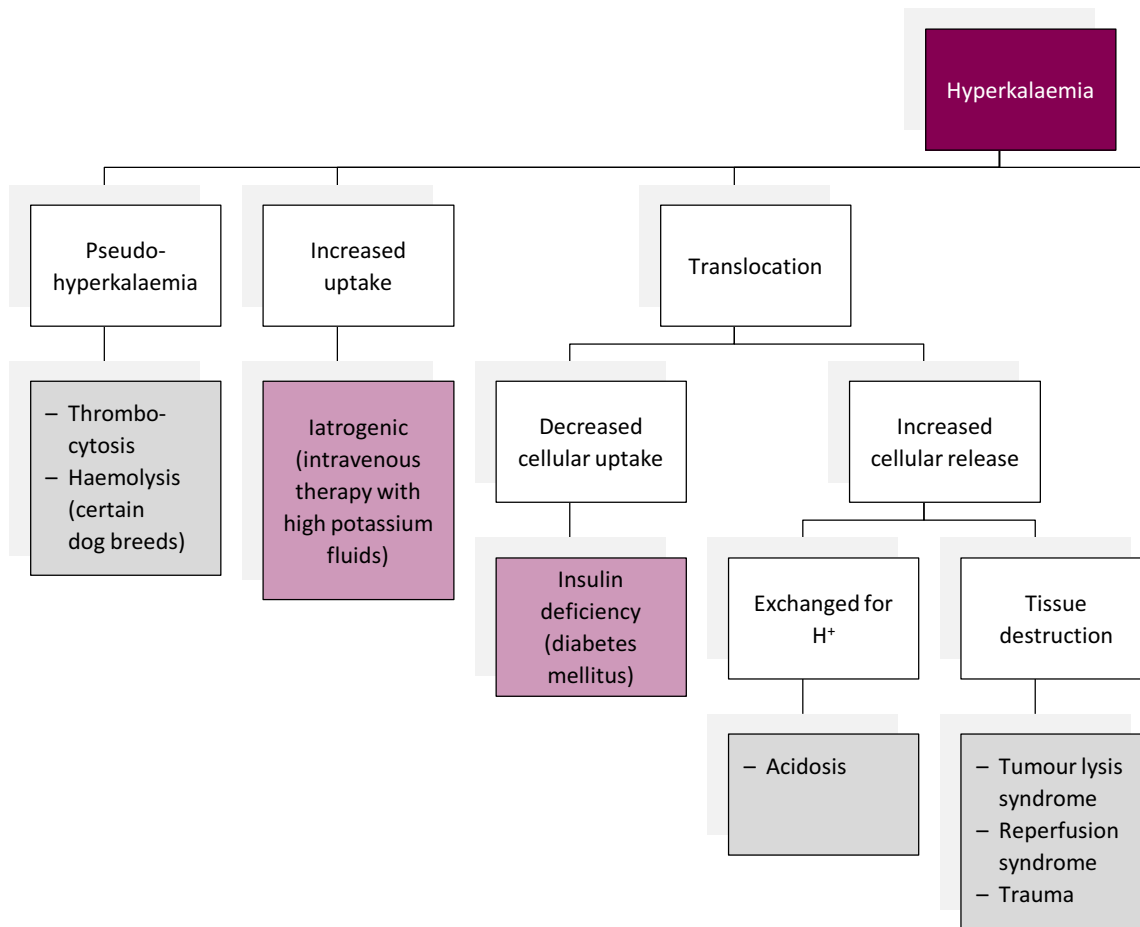 Hyperkalaemia
Pseudo-
hyperkalaemia
Increased
uptake
Translocation
– Thrombo-
cytosis
– Haemolysis
(certain
dog breeds)
Iatrogenic
(intravenous
therapy with
high potassium
fluids)
Decreased
cellular uptake
Increased
cellular release
Insulin
deficiency
(diabetes
mellitus)
Exchanged for
H⁺
Tissue
destruction
– Acidosis
– Tumour lysis
syndrome
– Reperfusion
syndrome
– Trauma